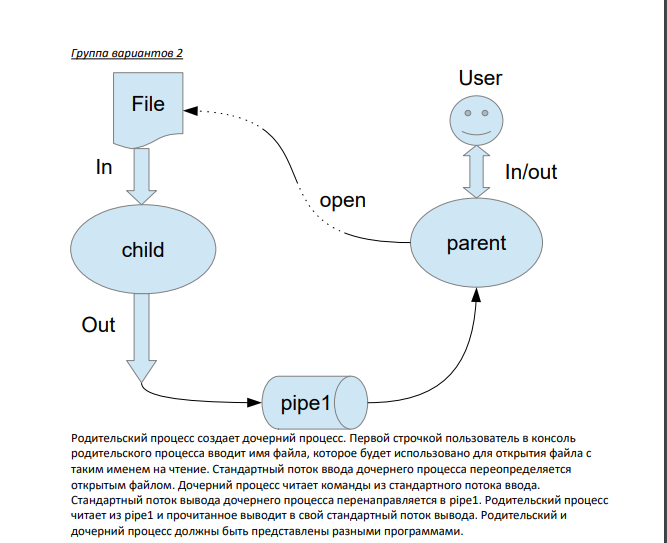 Группа вариантов 2
User
File
In
In/out
open
child
parent
Out
pipe1
Родительский процесс создает дочерний процесс. Первой строчкой пользователь в консоль
родительского процесса вводит имя файла, которое будет использовано для открытия файла с
таким именем на чтение. Стандартный поток ввода дочернего процесса переопределяется
открытым файлом. Дочерний процесс читает команды из стандартного потока ввода.
Стандартный поток вывода дочернего процесса перенаправляется в pipe1. Родительский процесс
читает из pipe1 и прочитанное выводит в свой стандартный поток вывода. Родительский и
дочерний процесс должны быть представлены разными программами.